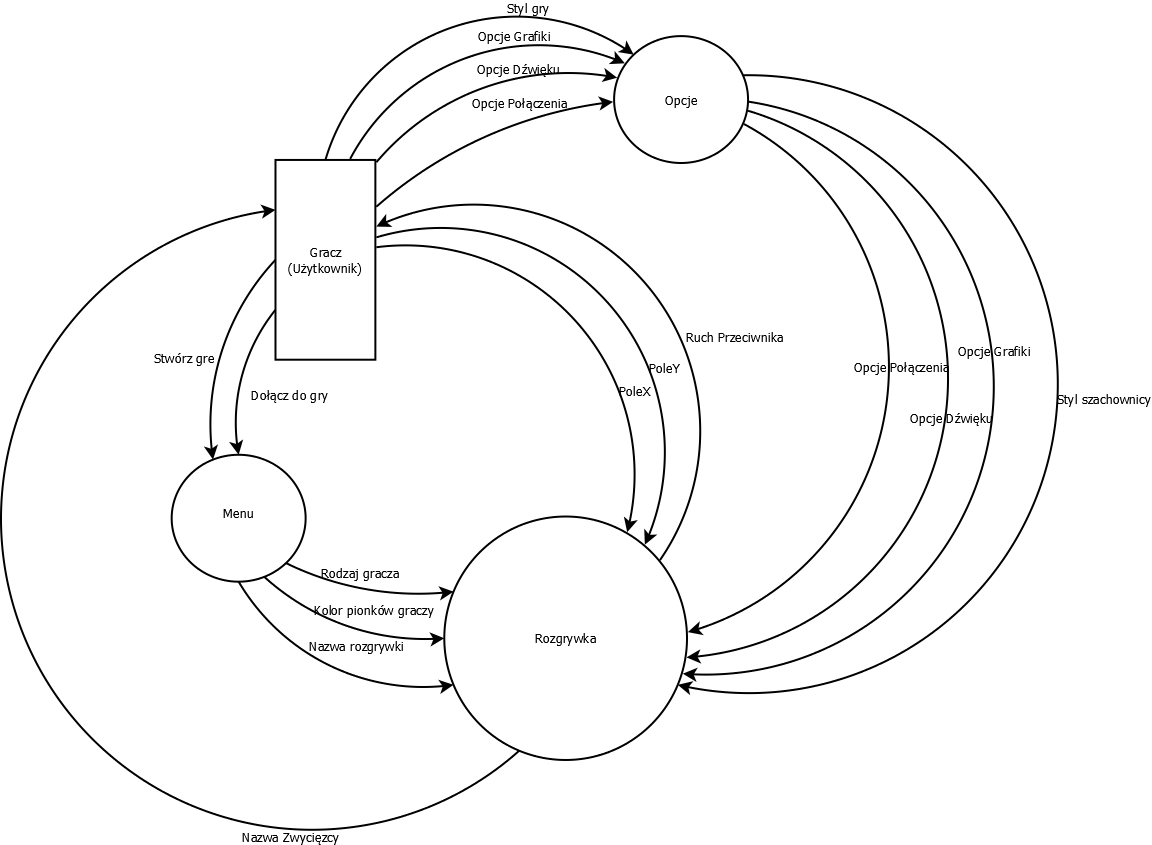 Styl gry
Opcje Grafiki
Opcje Dźwięku
Opcje Połączenia
Opcje
Gracz
(Użytkownik)
Ruch Przeciwnika
PoleY
PoleX
Opcje Grafiki
Opcje Połączenia
Styl szachownicy
Opcje Dźwięku
Stwórz gre
Dołącz do gry
Menu
Rodzaj gracza
Kolor pionków graczy
Nazwa rozgrywki
Rozgrywka
Nazwa Zwycięzcy